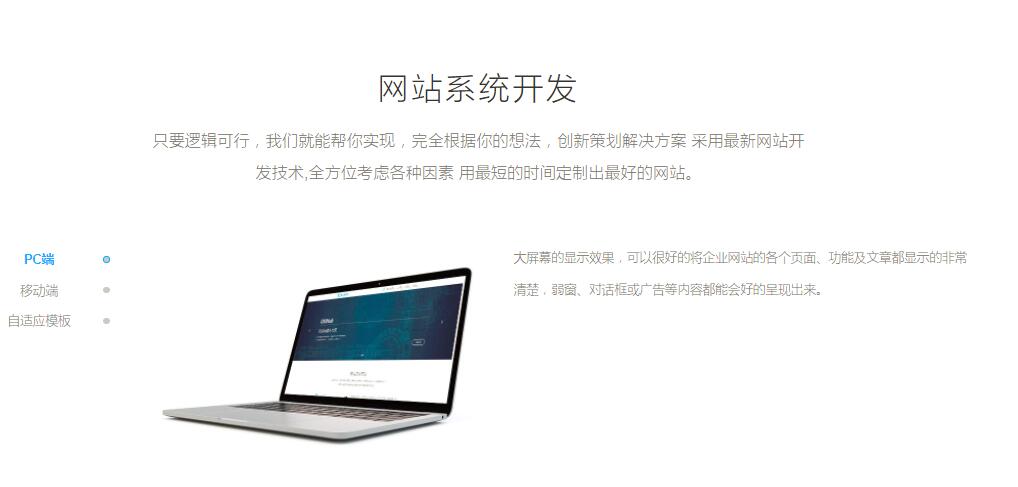 网站系统开发
只要逻辑可行，我们就能帮你实现，完全根据你的想法，创新策划解决方案 采用最新网站开
发技术,全方位考虑各种因素 用最短的时间定制出最好的网站。
PC端
移动端
自适应模板
大屏幕的显示效果，可以很好的将企业网站的各个页面、功能及文章都显示的非常
清楚，弱窗、对话框或广告等内容都能会好的呈现出来。